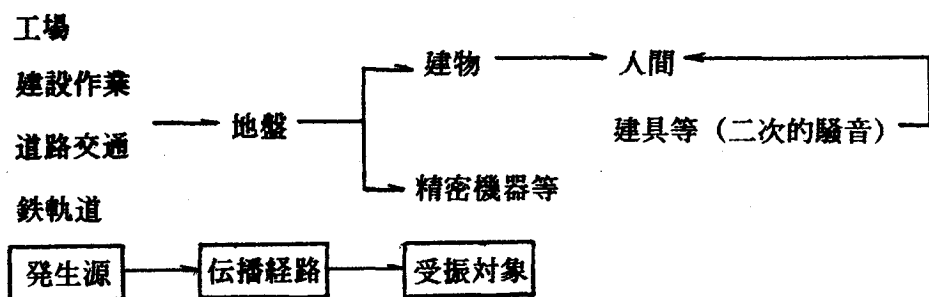 工場
建設作業
道路交通
鉄軌道
地盤
建物
人間
建具等（二次的騒音）
精密機器等
発生源
伝播経路
受振対象